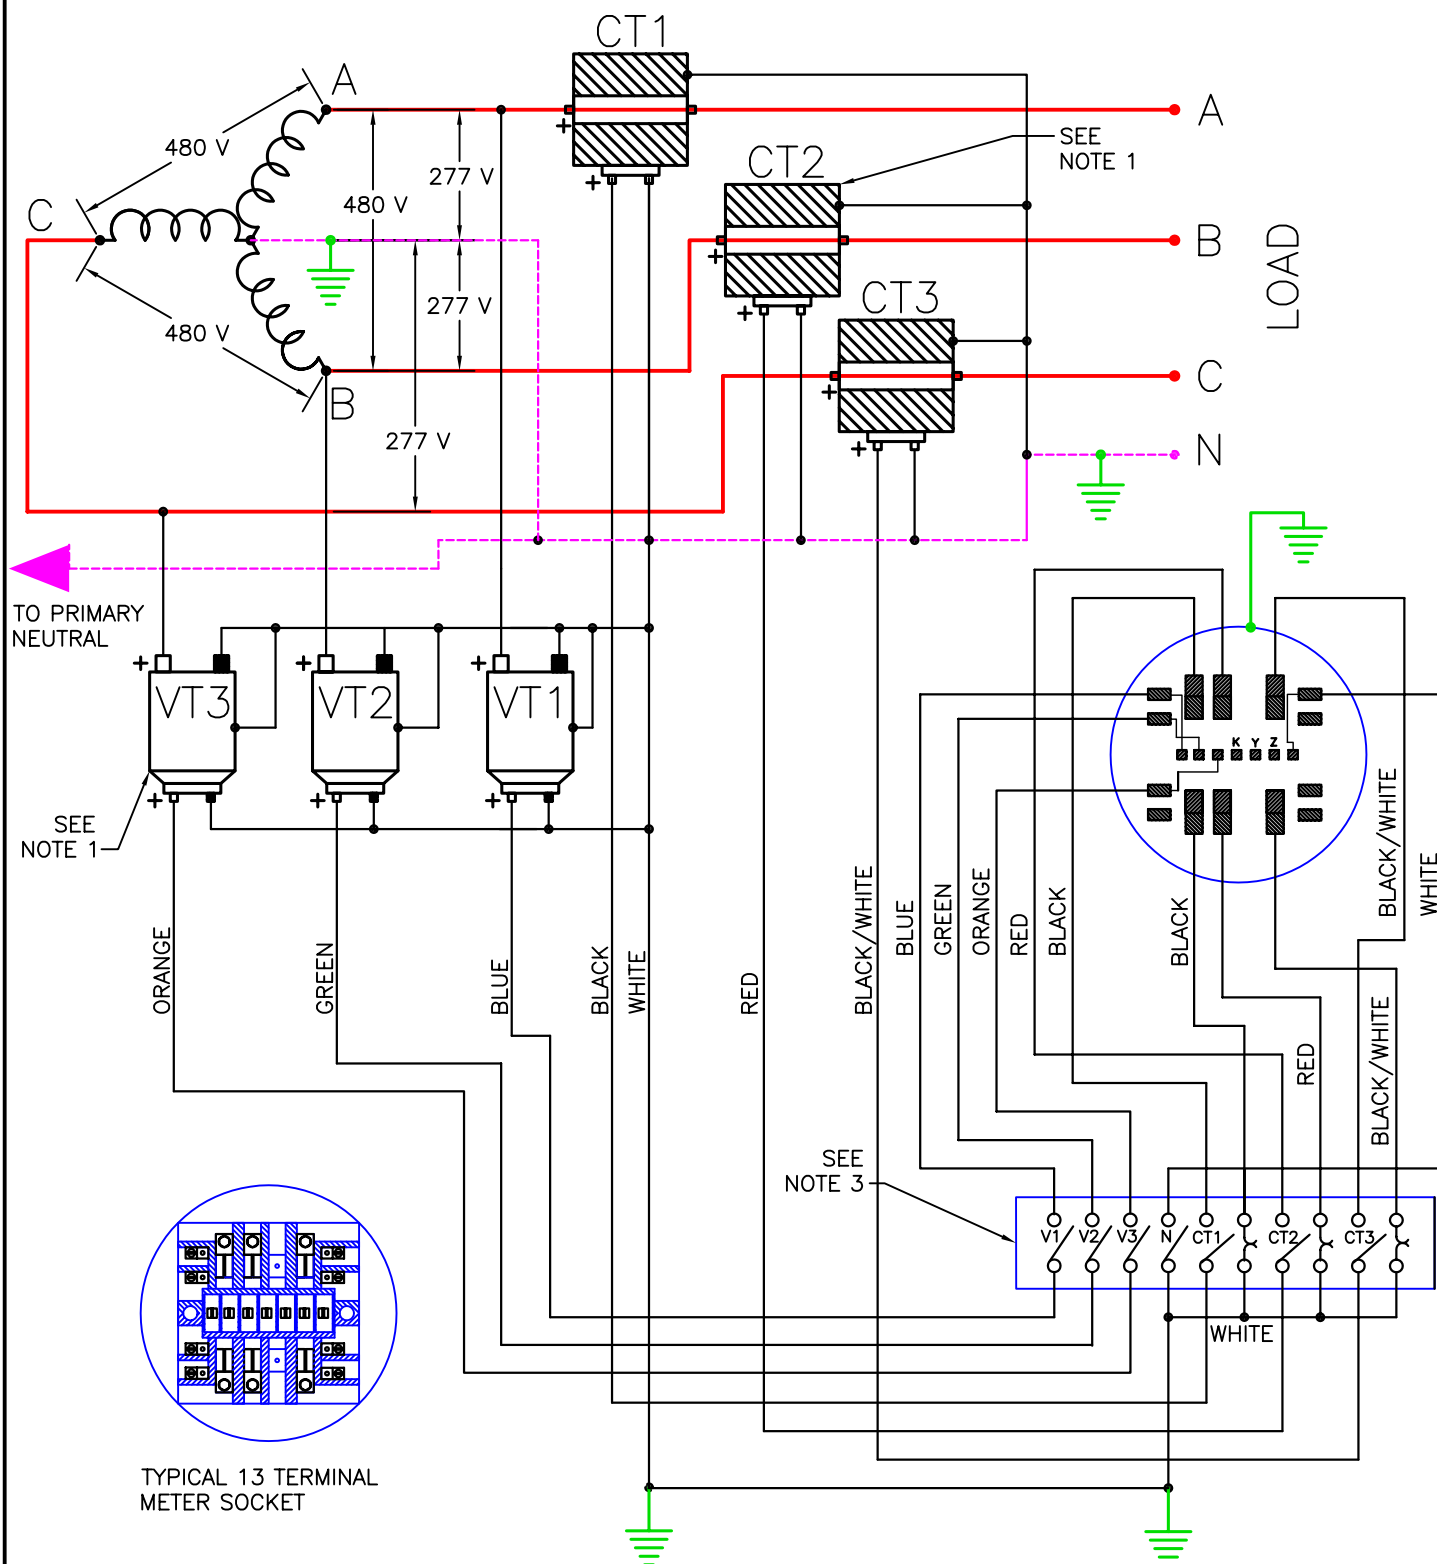 CT1
A
480 V
277 V
480 V
A
SEE
NOTE 1
CT2
C
B
LOAD
277 V
480 V
CT3
B
277 V
C
N
TO PRIMARY
NEUTRAL
+
+
+
+
+
+
+
+
+
+
+
+
VT3
VT2
VT1
K
Y
Z
SEE
NOTE 1
ORANGE
GREEN
BLUE
BLACK
WHITE
RED
BLACK/WHITE
BLUE
GREEN
ORANGE
RED
BLACK
BLACK
BLACK/WHITE
WHITE
RED
BLACK/WHITE
SEE
NOTE 3
V1
V2
V3
N
CT1
CT2
CT3
WHITE
TYPICAL 13 TERMINAL
METER SOCKET